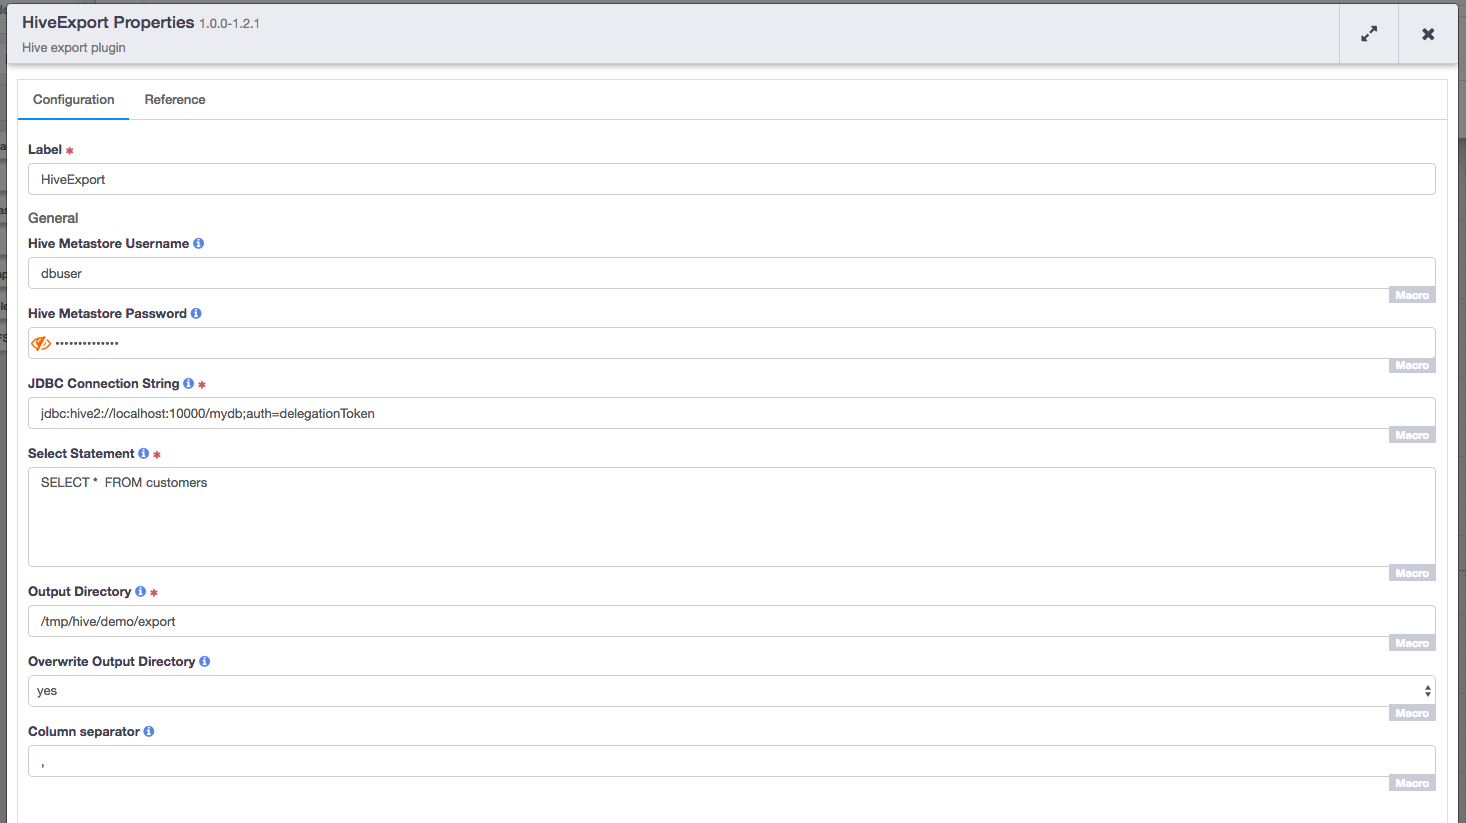 HiveExport Properties 1.0.0-1.2.1
Hive export plugin
Configuration Reference
Label *
HiveExport
General
Hive Metastore Username
dbuser
Macro
Hive Metastore Password
••••••••••••••
Macro
JDBC Connection String *
jdbc:hive2://localhost:10000/mydb;auth=delegationToken
Macro
Select Statement *
SELECT *  FROM customers
Macro
Output Directory *
/tmp/hive/demo/export
Macro
Overwrite Output Directory
yes
Macro
Column separator
,
Macro